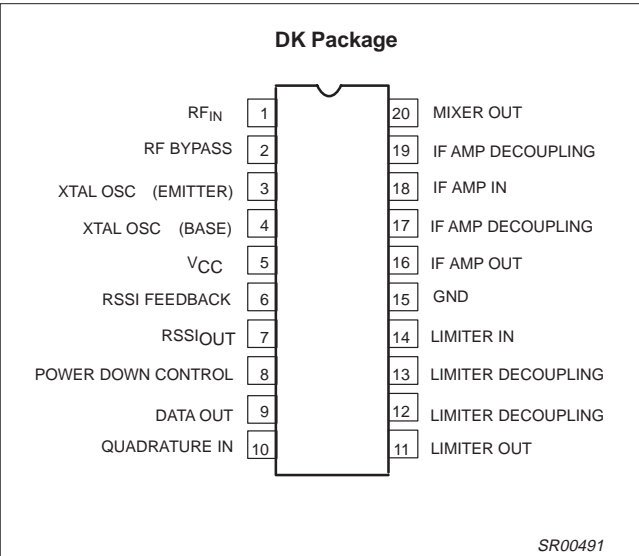 DK Package
RFIN 1 20 MIXER OUT
RF BYPASS 2 19 IF AMP DECOUPLING
XTAL OSC (EMITTER) 3 18 IF AMP IN
XTAL OSC (BASE) 4 17 IF AMP DECOUPLING
VCC 5 16 IF AMP OUT
RSSI FEEDBACK 6 15 GND
RSSIOUT 7 14 LIMITER IN
POWER DOWN CONTROL 8 13 LIMITER DECOUPLING
DATA OUT 9 12 LIMITER DECOUPLING
QUADRATURE IN 10 11 LIMITER OUT
SR00491